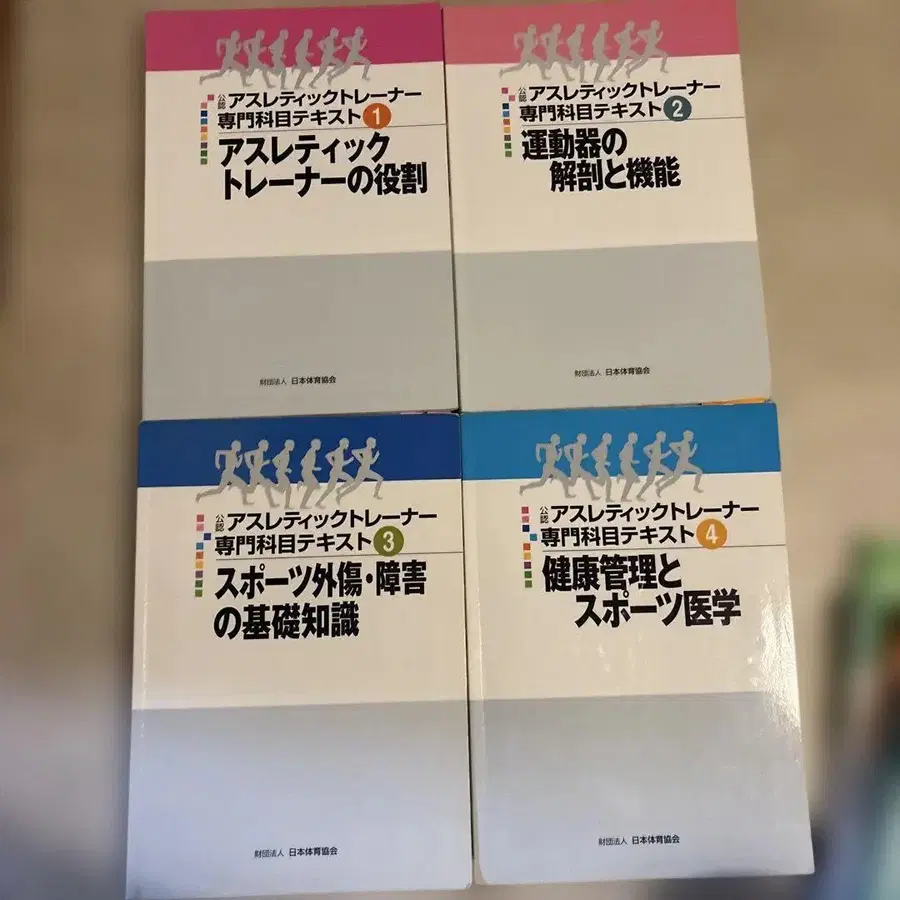 公認 アスレティックトレーナー
専門科目テキスト 1
アスレティック
トレーナーの役割
財団法人 日本体育協会
公認 アスレティックトレーナー
専門科目テキスト 2
運動器の
解剖と機能
財団法人 日本体育協会
公認 アスレティックトレーナー
専門科目テキスト 3
スポーツ外傷・障害
の基礎知識
財団法人 日本体育協会
公認 アスレティックトレーナー
専門科目テキスト 4
健康管理と
スポーツ医学
財団法人 日本体育協会